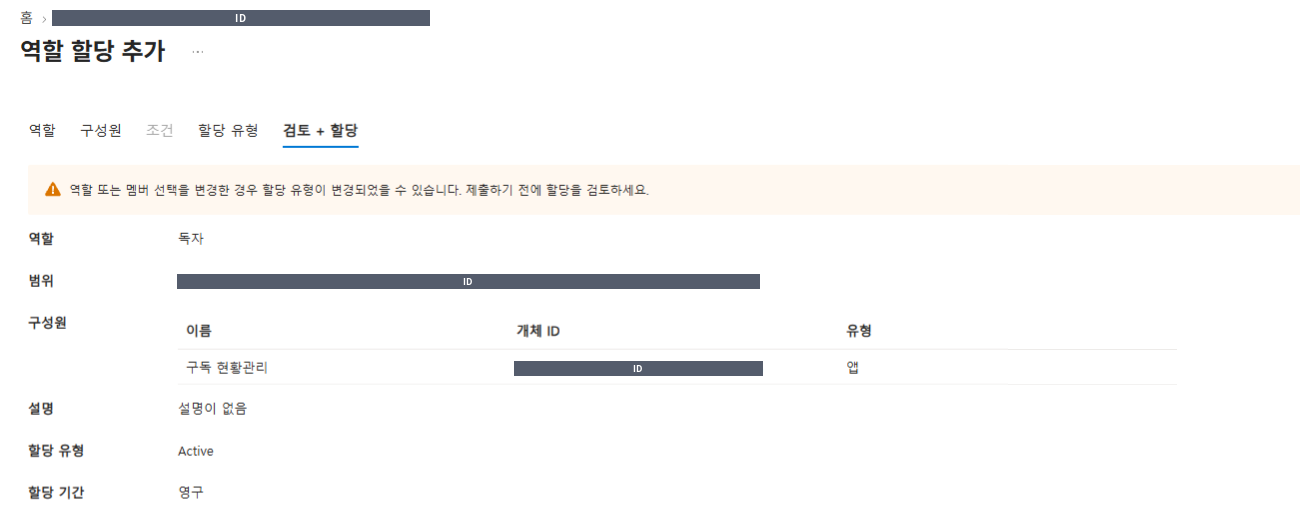 홈 > ID
역할 할당 추가 ...
역할 구성원 조건 할당 유형 검토 + 할당
역할 또는 멤버 선택을 변경한 경우 할당 유형이 변경되었을 수 있습니다. 제출하기 전에 할당을 검토하세요.
역할 독자
범위 ID
구성원
이름 개체 ID 유형
구독 현황관리 ID 앱
설명 설명이 없음
할당 유형 Active
할당 기간 영구